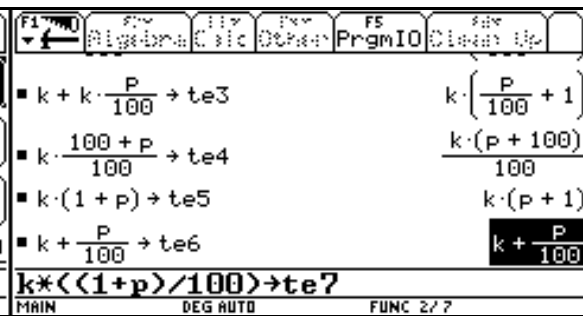 F1 Algebra Calc Other F5 PrgmIO Clean Up
▪ k + k·p/100 → te3 k·(p/100 + 1)
▪ k·(100 + p)/100 → te4 k·(p + 100)/100
▪ k·(1 + p) → te5 k·(p + 1)
▪ k + p/100 → te6 k + p/100
k*((1+p)/100)→te7
MAIN DEG AUTO FUNC 2/7